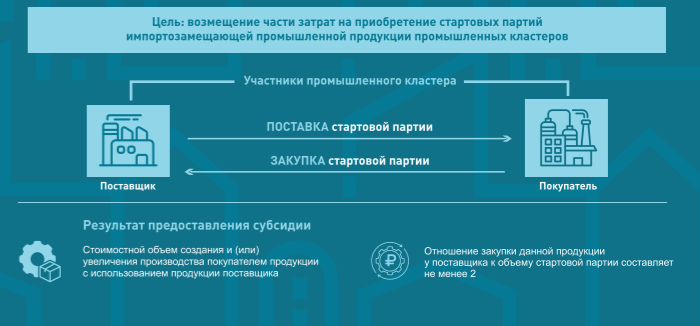 Цель: возмещение части затрат на приобретение стартовых партий
импортозамещающей промышленной продукции промышленных кластеров
Участники промышленного кластера
ПОСТАВКА стартовой партии
ЗАКУПКА стартовой партии
Поставщик
Покупатель
Результат предоставления субсидии
Стоимостной объем создания и (или)
увеличения производства покупателем продукции
с использованием продукции поставщика
₽
Отношение закупки данной продукции
у поставщика к объему стартовой партии составляет
не менее 2